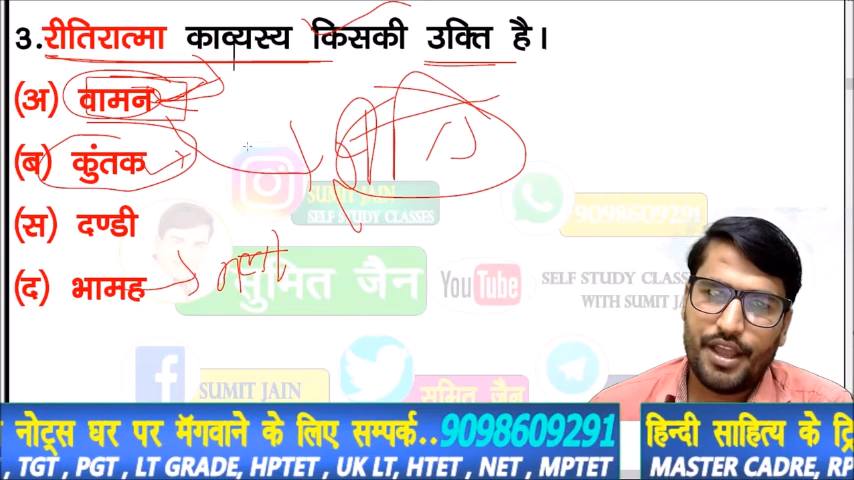 ३. रीतिरात्मा काव्यस्य किसकी उक्ति है।
(अ) वामन
(ब) कुंतक
(स) दण्डी
(द) भामह
SUMIT JAIN
SELF STUDY CLASSES
9098609291
सुमित जैन
YouTube
SELF STUDY CLASS
WITH SUMIT JA
SUMIT JAIN
सुमित जैन
नोट्स घर पर मॅगवाने के लिए सम्पर्क..9098609291
हिन्दी साहित्य के ट्रि
, TGT , PGT , LT GRADE, HPTET , UK LT, HTET , NET , MPTET
MASTER CADRE, RP